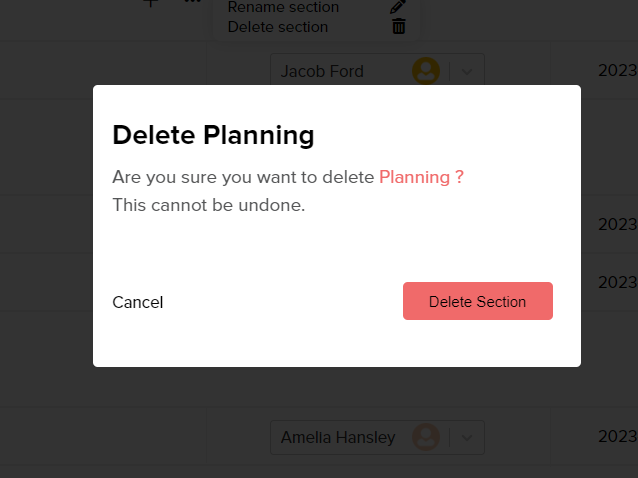 Rename section
Delete section
Jacob Ford
2023
Delete Planning
Are you sure you want to delete Planning ?
This cannot be undone.
2023
2023
Cancel
Delete Section
Amelia Hansley
2023